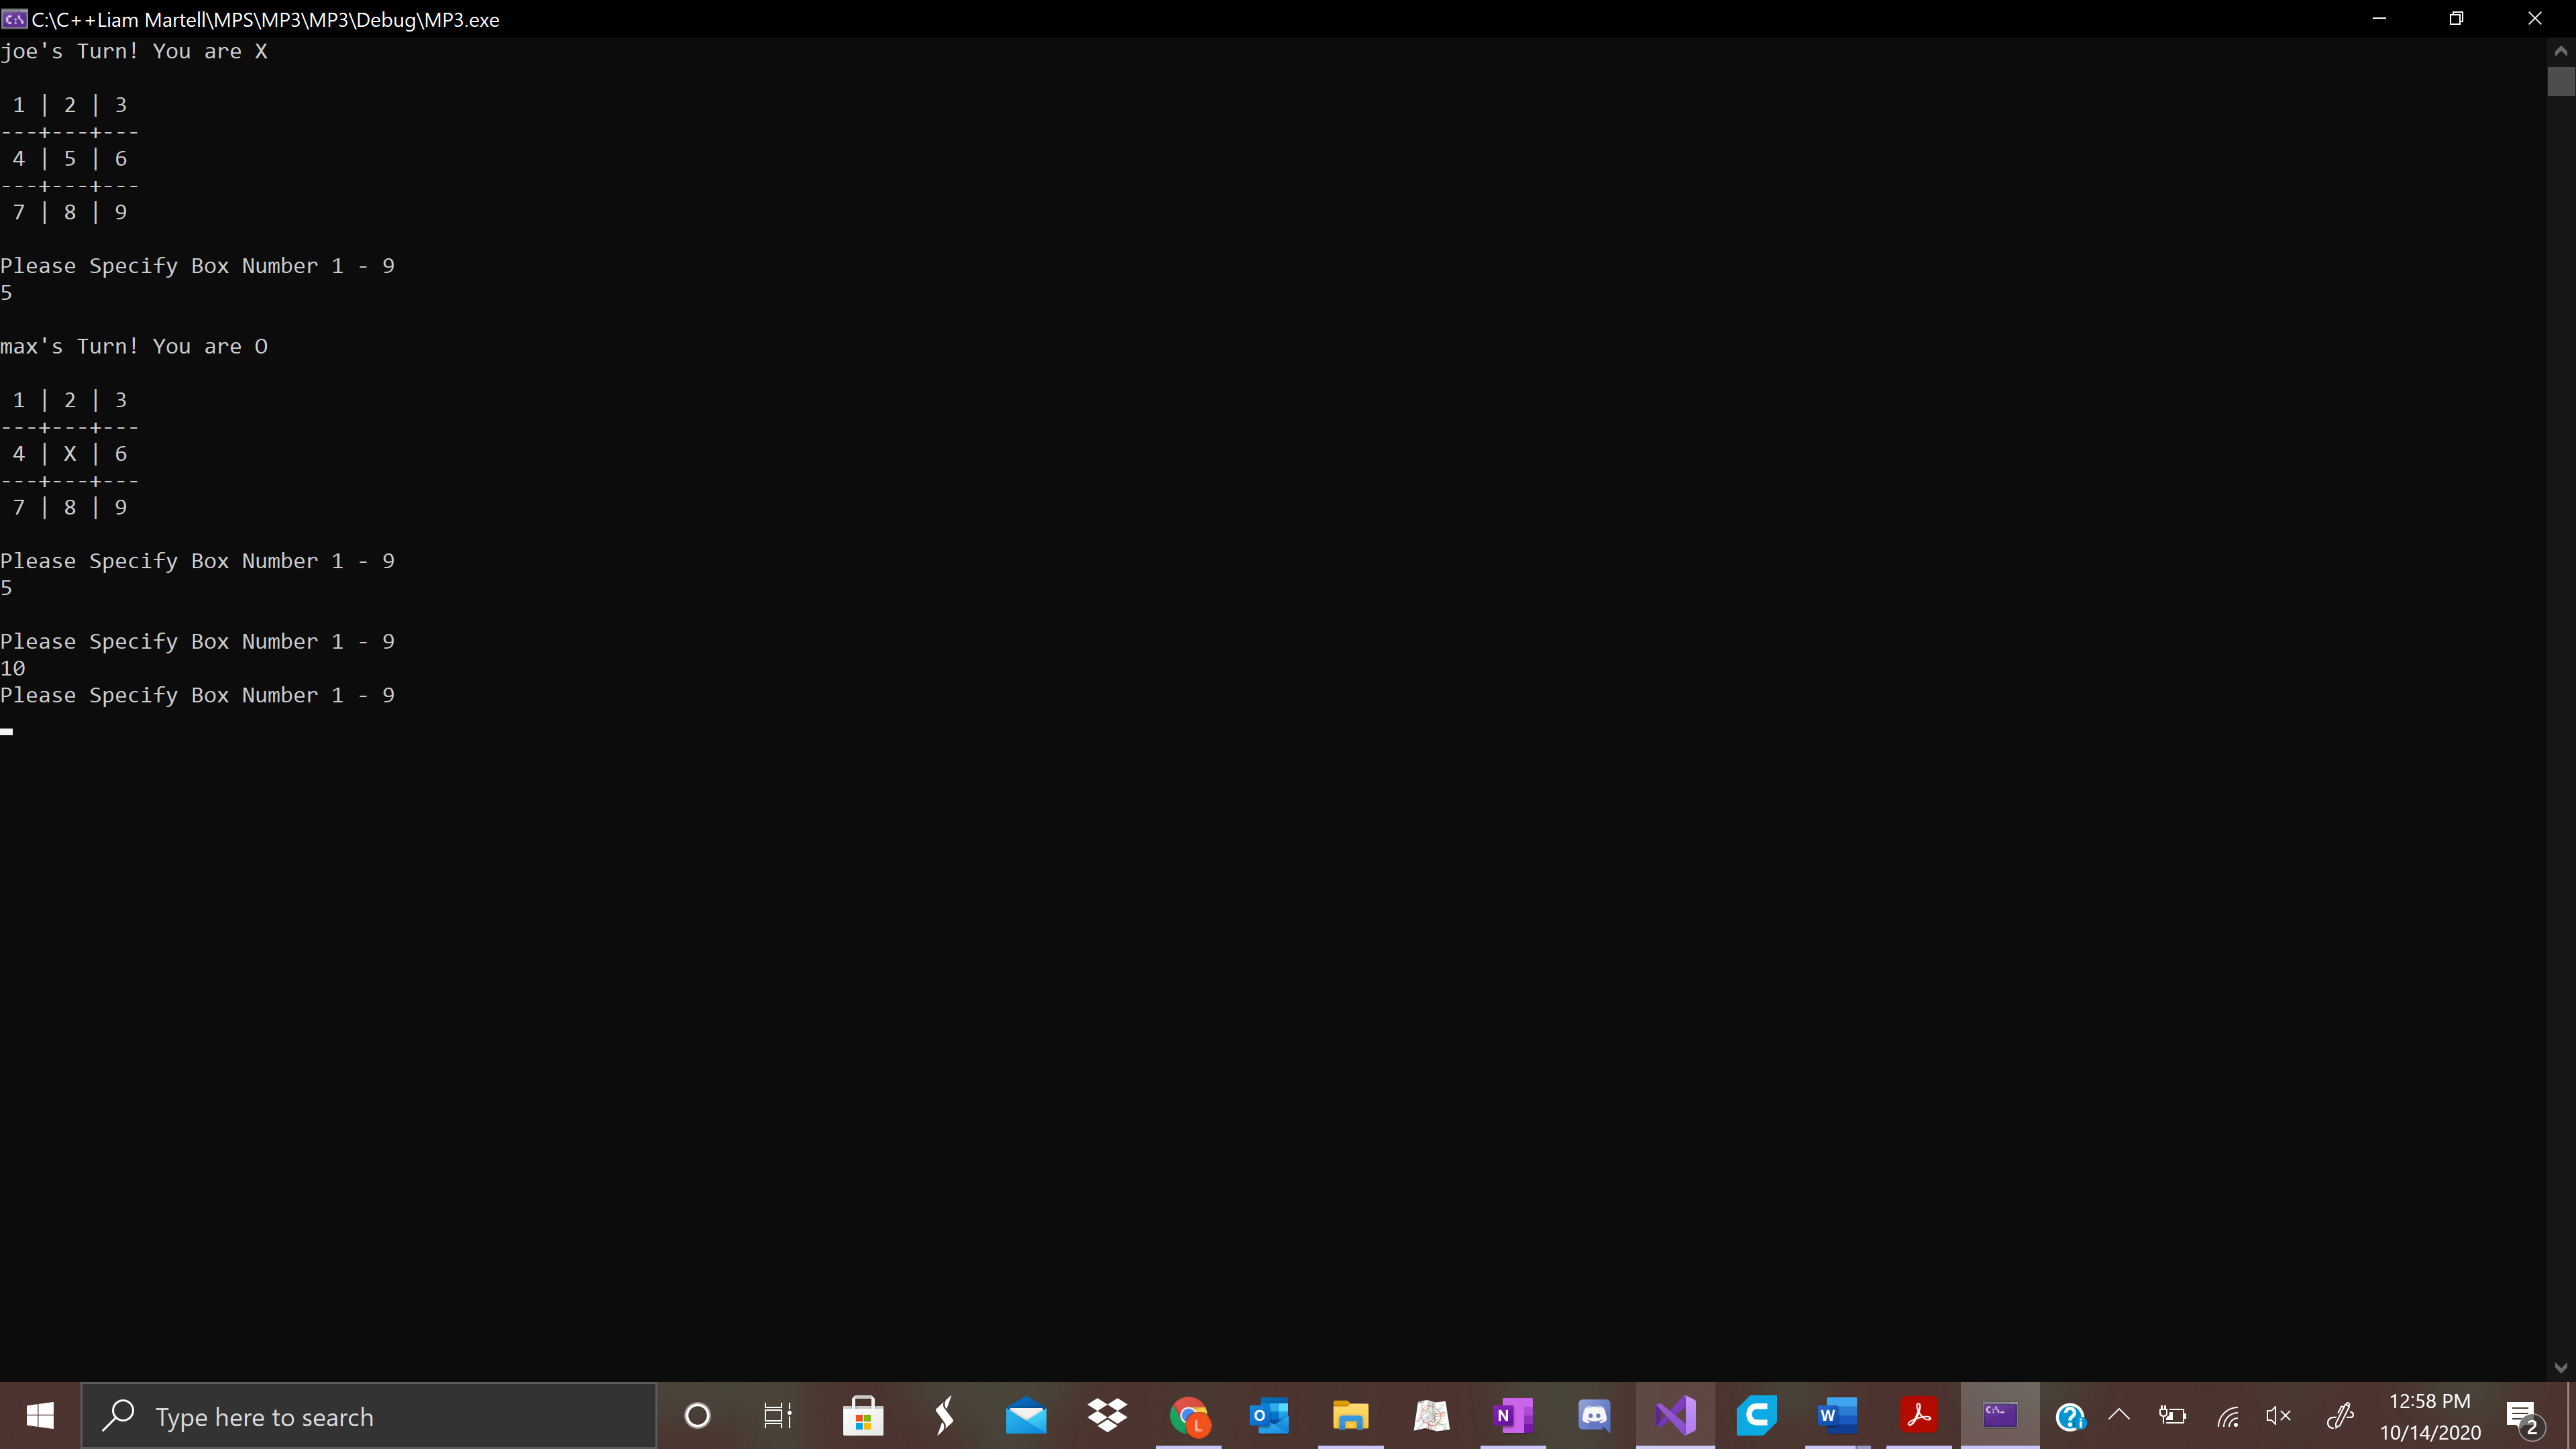 C:\C++Liam Martell\MPS\MP3\MP3\Debug\MP3.exe
joe's Turn! You are X
1 | 2 | 3
---+---+---
4 | 5 | 6
---+---+---
7 | 8 | 9
Please Specify Box Number 1 - 9
5
max's Turn! You are O
1 | 2 | 3
---+---+---
4 | X | 6
---+---+---
7 | 8 | 9
Please Specify Box Number 1 - 9
5
Please Specify Box Number 1 - 9
10
Please Specify Box Number 1 - 9
Type here to search
12:58 PM
10/14/2020
2